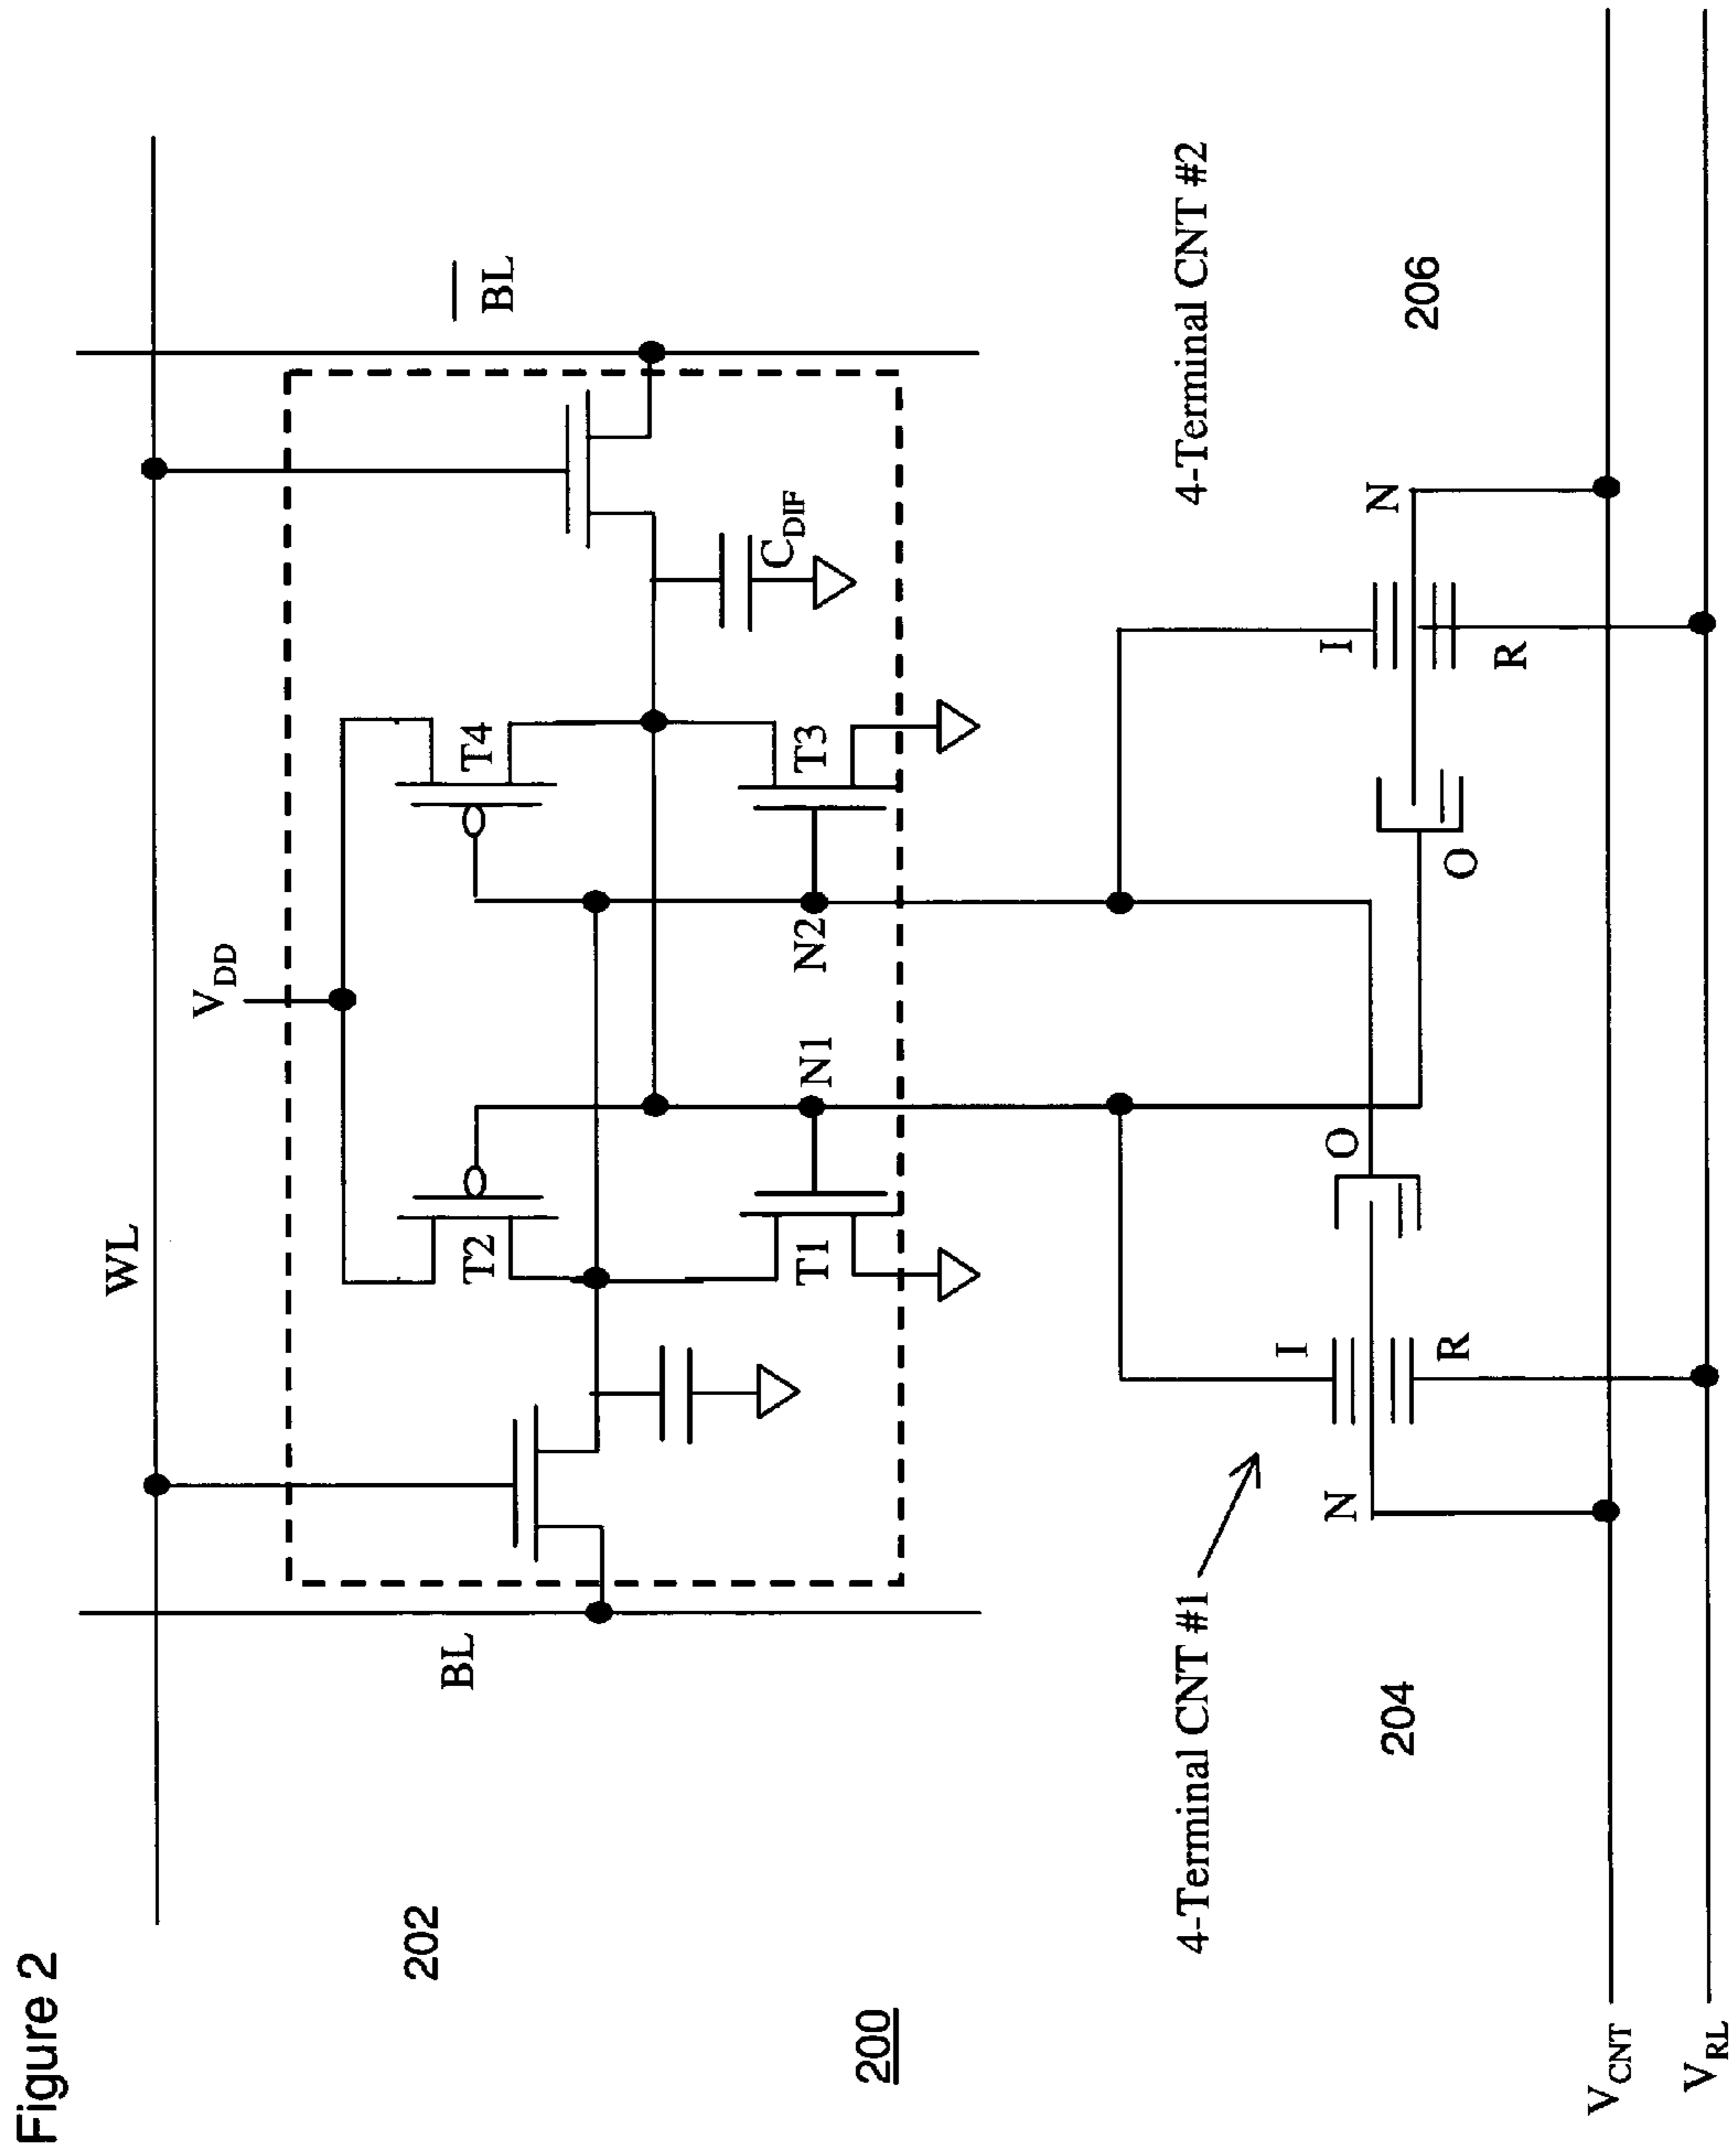 Figure 2
WL
V_DD
BL
BL
202
T2
T4
C_DIF
T1
N1
N2
T3
200
4-Terminal CNT #1
4-Terminal CNT #2
I
O
I
N
N
R
O
R
204
206
V_CNT
V_RL